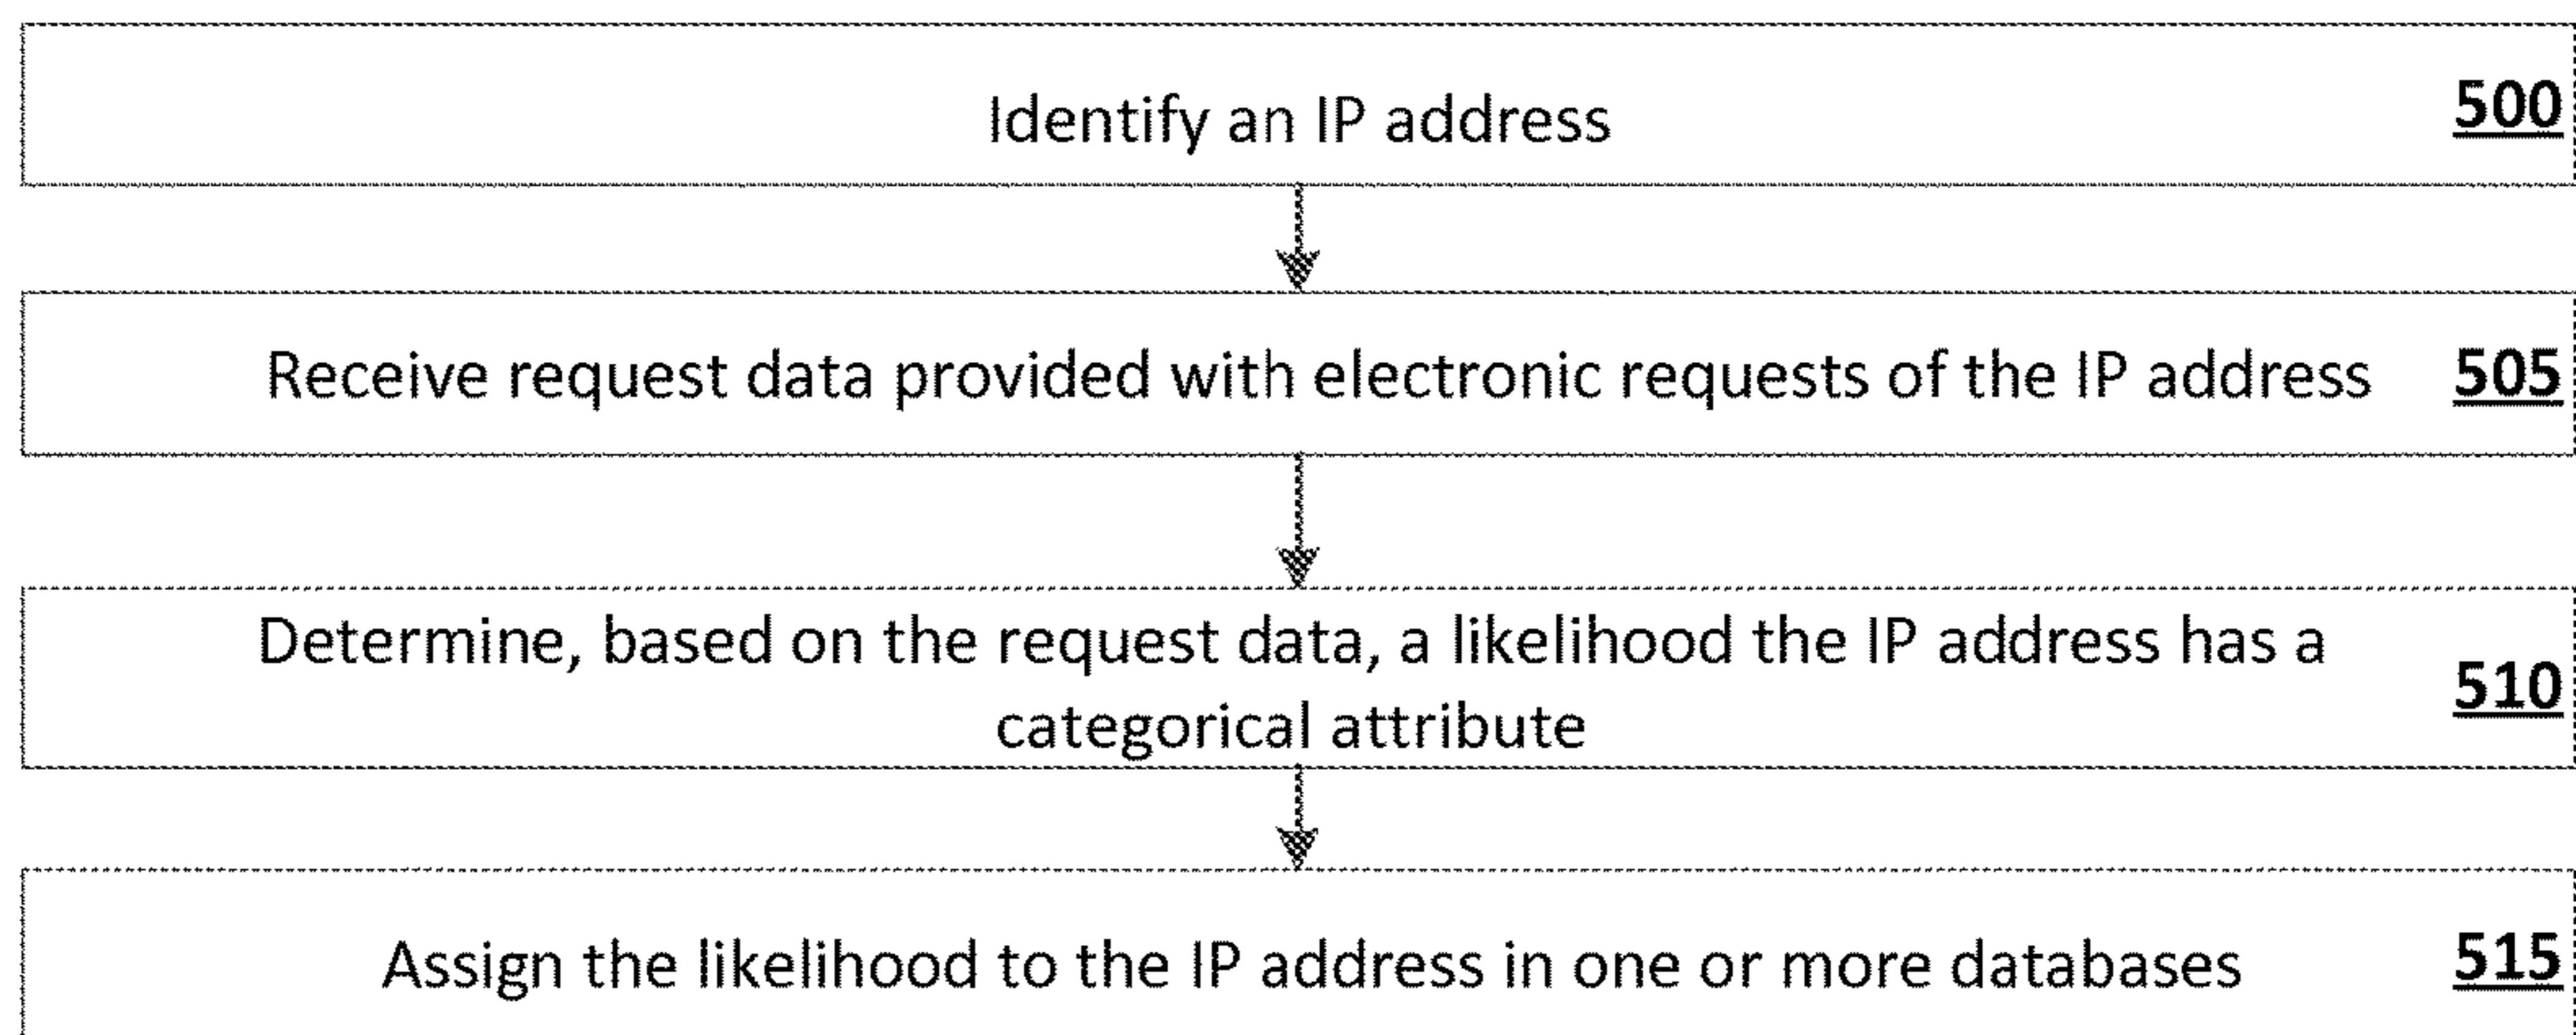 Identify an IP address 500
Receive request data provided with electronic requests of the IP address 505
Determine, based on the request data, a likelihood the IP address has a
categorical attribute 510
Assign the likelihood to the IP address in one or more databases 515